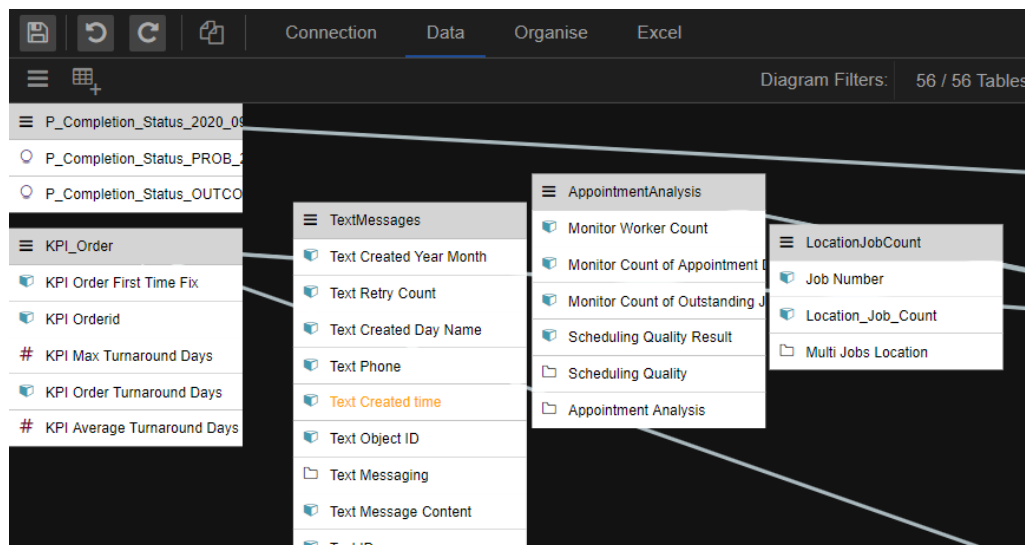 Connection Data Organise Excel
Diagram Filters: 56 / 56 Tables
P_Completion_Status_2020_09
P_Completion_Status_PROB_2
P_Completion_Status_OUTCO
KPI_Order
KPI Order First Time Fix
KPI Orderid
# KPI Max Turnaround Days
KPI Order Turnaround Days
# KPI Average Turnaround Days
TextMessages
Text Created Year Month
Text Retry Count
Text Created Day Name
Text Phone
Text Created time
Text Object ID
Text Messaging
Text Message Content
AppointmentAnalysis
Monitor Worker Count
Monitor Count of Appointment
Monitor Count of Outstanding J
Scheduling Quality Result
Scheduling Quality
Appointment Analysis
LocationJobCount
Job Number
Location_Job_Count
Multi Jobs Location